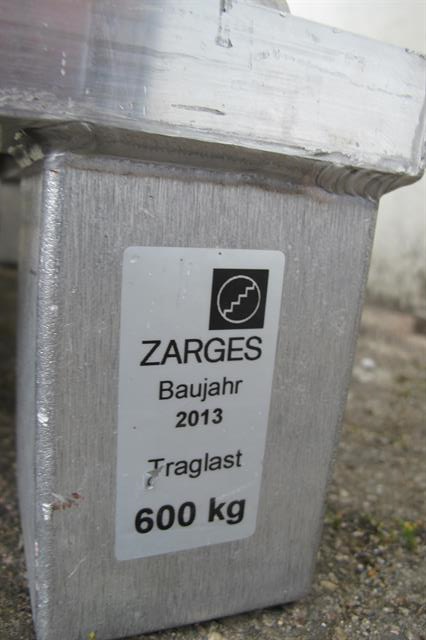 ZARGES
Baujahr
2013
Traglast
600 kg